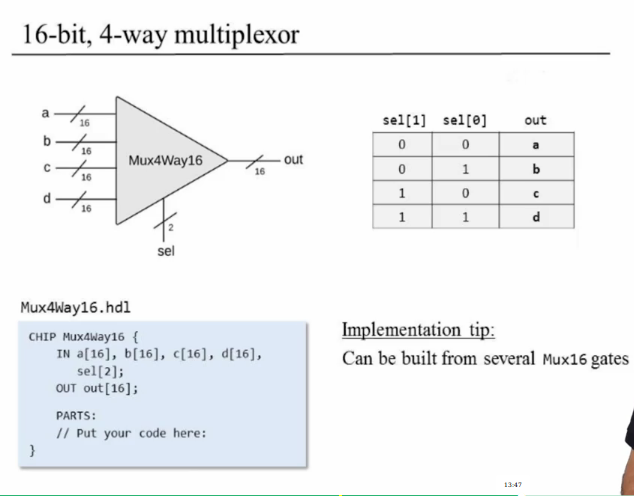 16-bit, 4-way multiplexor
a 16
b 16
c 16
d 16
Mux4Way16
16 out
2
sel
sel[1] sel[0] out
0 0 a
0 1 b
1 0 c
1 1 d
Mux4Way16.hdl
CHIP Mux4Way16 {
IN a[16], b[16], c[16], d[16],
sel[2];
OUT out[16];
PARTS:
// Put your code here:
}
Implementation tip:
Can be built from several Mux16 gates
13:47